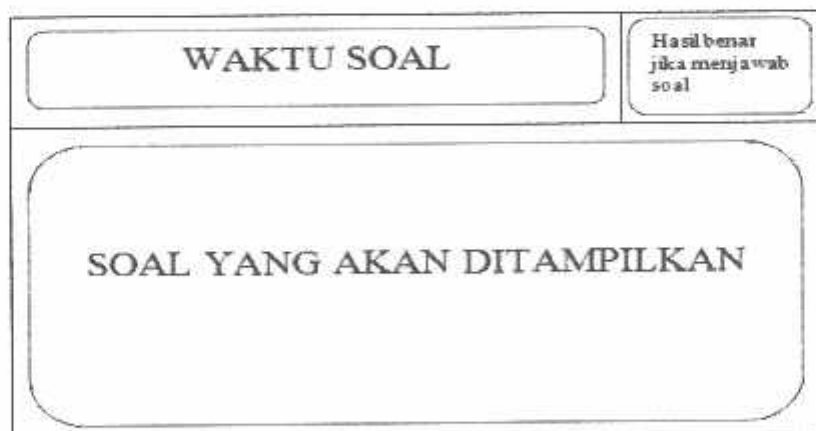 WAKTU SOAL
Hasil benar
jika menjawab
soal
SOAL YANG AKAN DITAMPILKAN